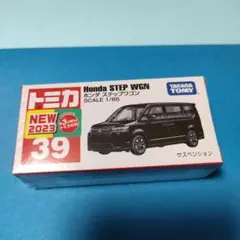 トミカ
Honda STEP WGN
ホンダ ステップワゴン
SCALE 1/65
TAKARA TOMY
NEW
2023
39
サスペンション